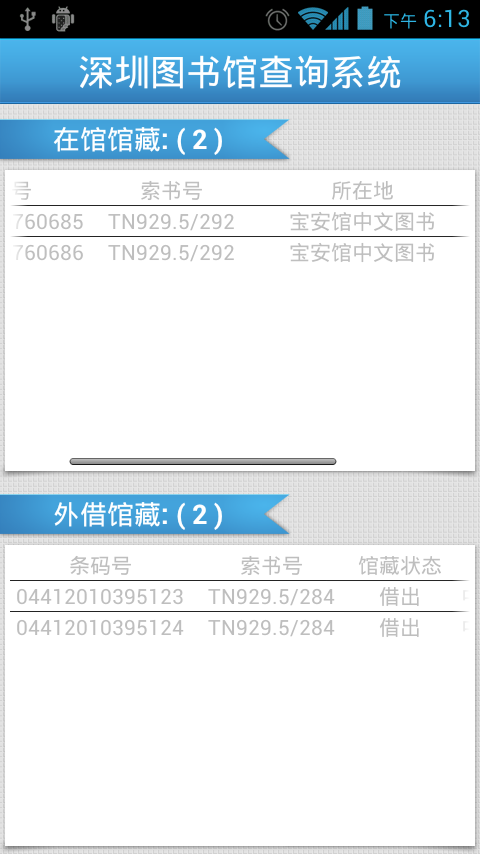 下午 6:13
深圳图书馆查询系统
在馆馆藏: ( 2 )
号 索书号 所在地
760685 TN929.5/292 宝安馆中文图书
760686 TN929.5/292 宝安馆中文图书
外借馆藏: ( 2 )
条码号 索书号 馆藏状态
04412010395123 TN929.5/284 借出
04412010395124 TN929.5/284 借出